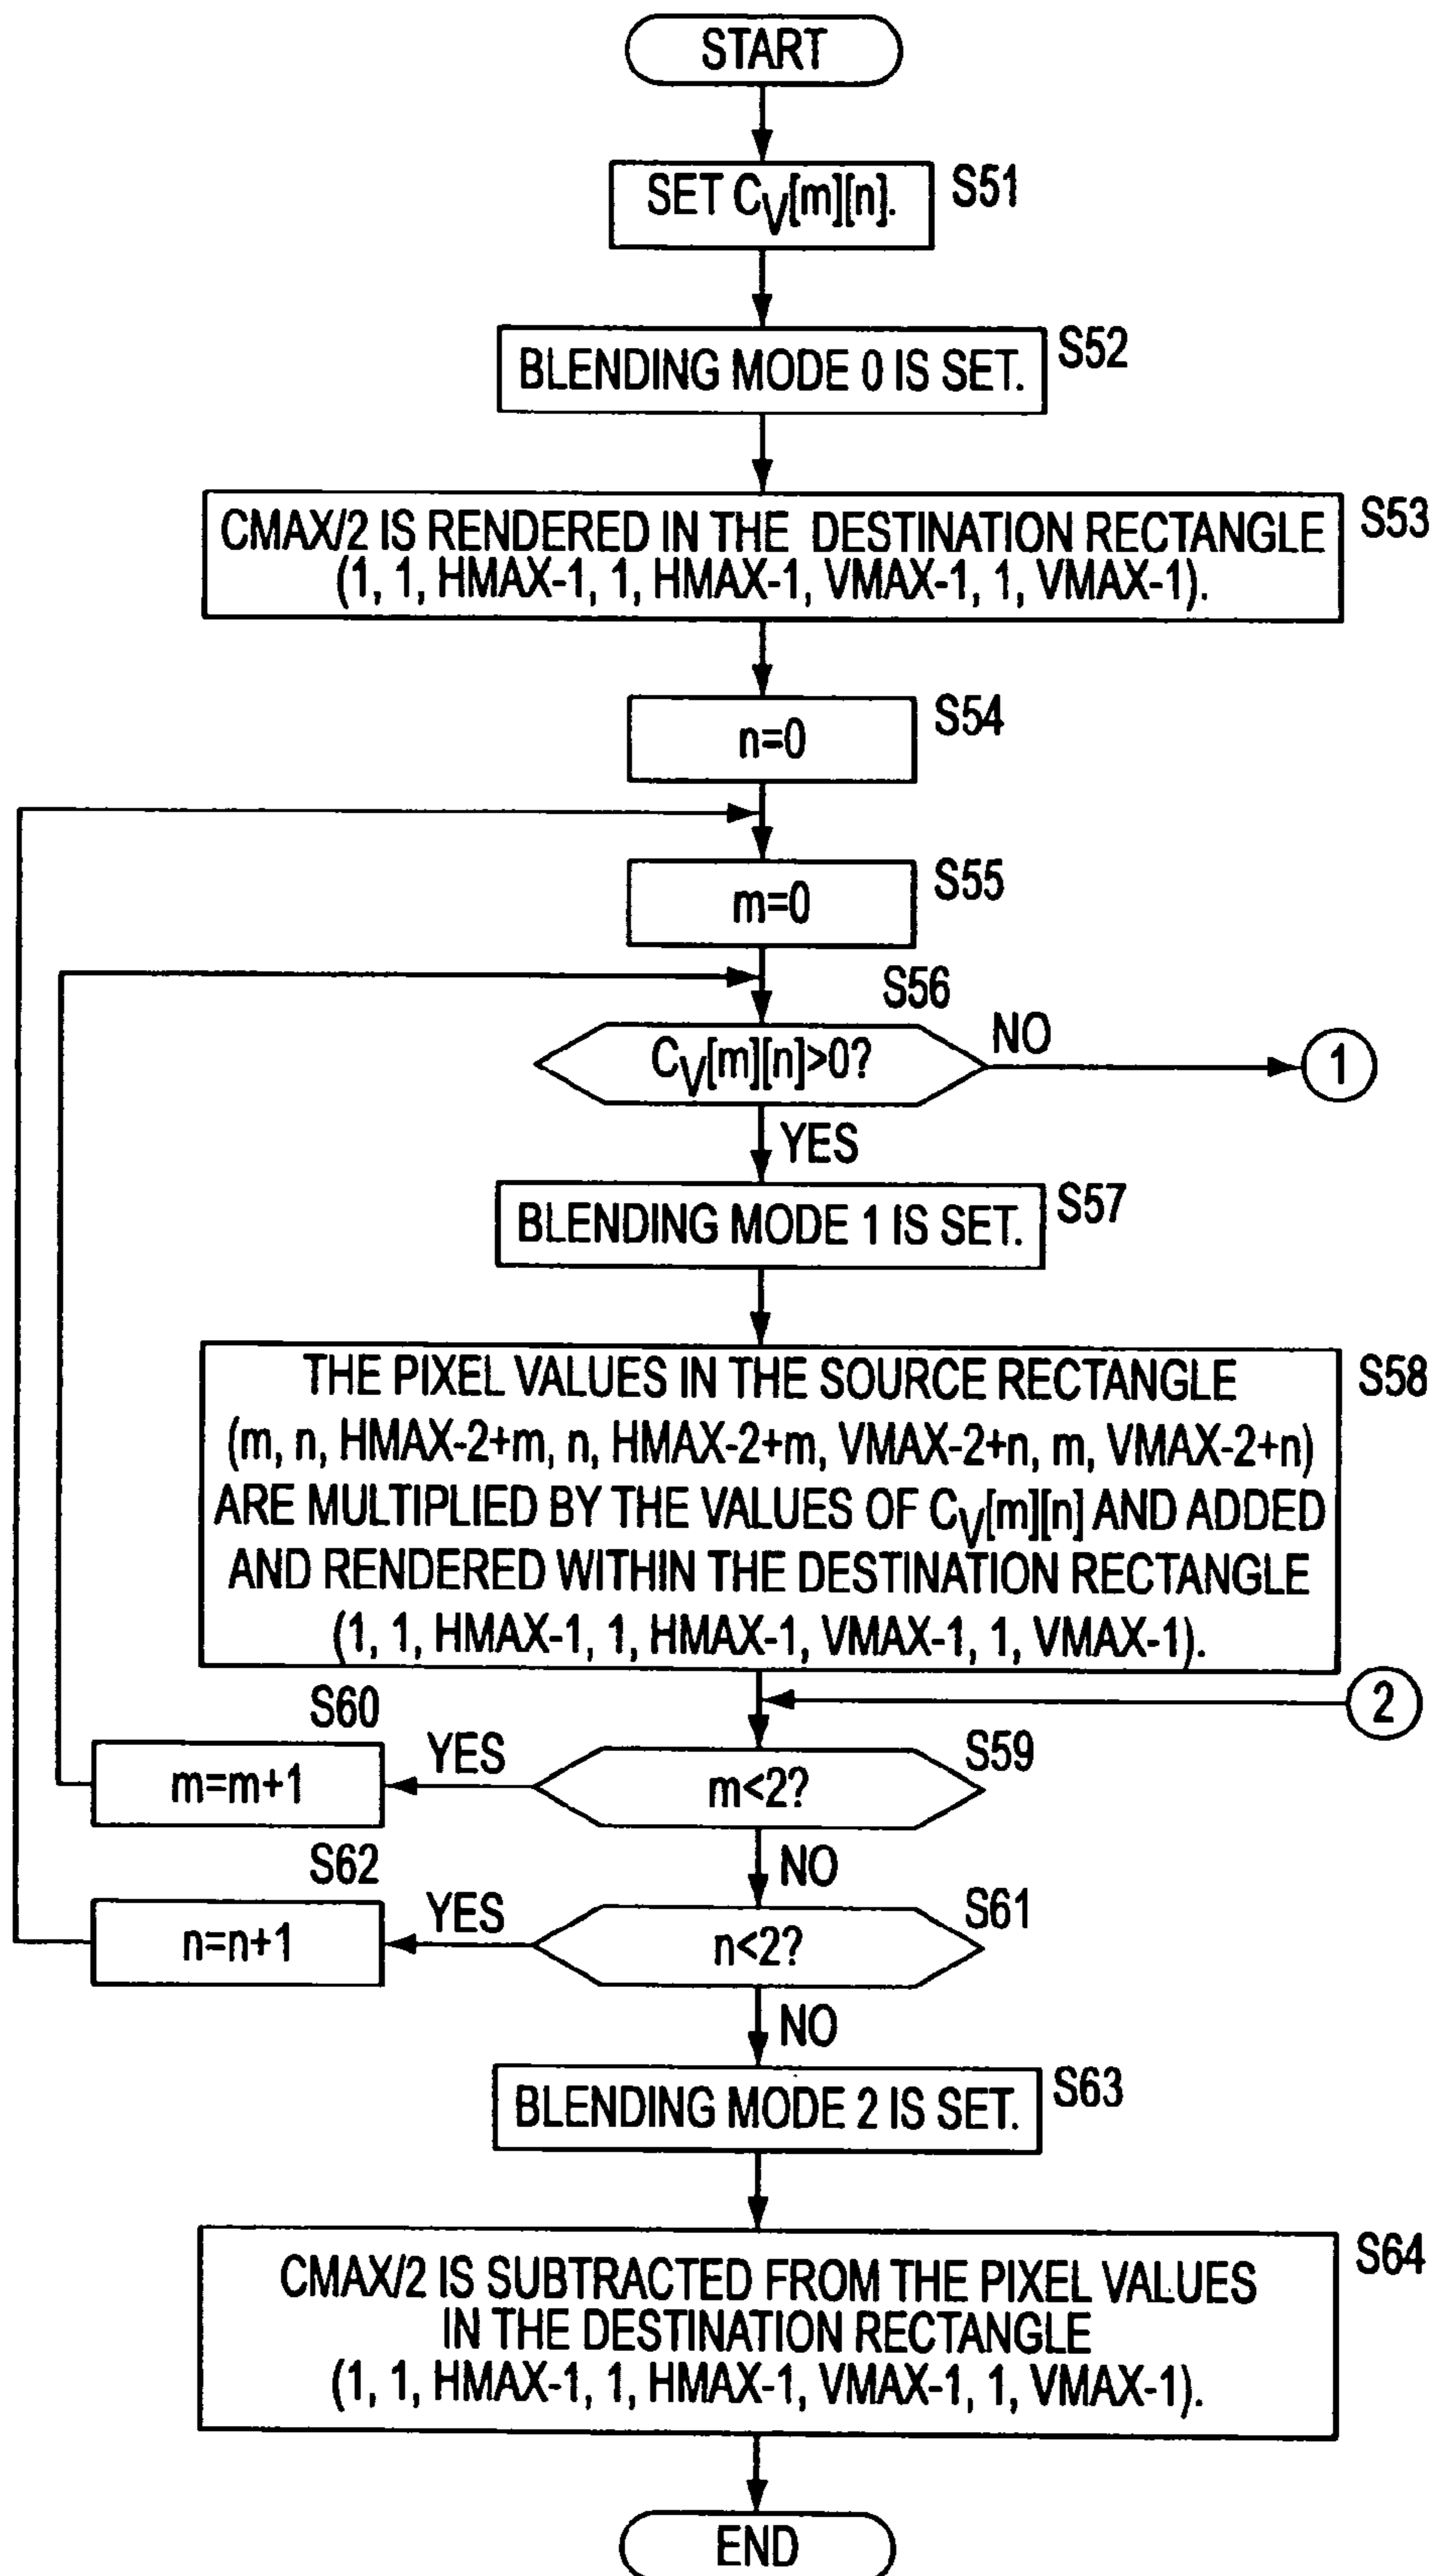 START
SET CV[m][n].
S51
BLENDING MODE 0 IS SET.
S52
CMAX/2 IS RENDERED IN THE DESTINATION RECTANGLE
(1, 1, HMAX-1, 1, HMAX-1, VMAX-1, 1, VMAX-1).
S53
n=0
S54
m=0
S55
S56
CV[m][n]>0?
NO
1
YES
BLENDING MODE 1 IS SET.
S57
THE PIXEL VALUES IN THE SOURCE RECTANGLE
(m, n, HMAX-2+m, n, HMAX-2+m, VMAX-2+n, m, VMAX-2+n)
ARE MULTIPLIED BY THE VALUES OF CV[m][n] AND ADDED
AND RENDERED WITHIN THE DESTINATION RECTANGLE
(1, 1, HMAX-1, 1, HMAX-1, VMAX-1, 1, VMAX-1).
S58
2
S60
m=m+1
YES
m<2?
S59
NO
S62
n=n+1
YES
n<2?
S61
NO
BLENDING MODE 2 IS SET.
S63
CMAX/2 IS SUBTRACTED FROM THE PIXEL VALUES
IN THE DESTINATION RECTANGLE
(1, 1, HMAX-1, 1, HMAX-1, VMAX-1, 1, VMAX-1).
S64
END